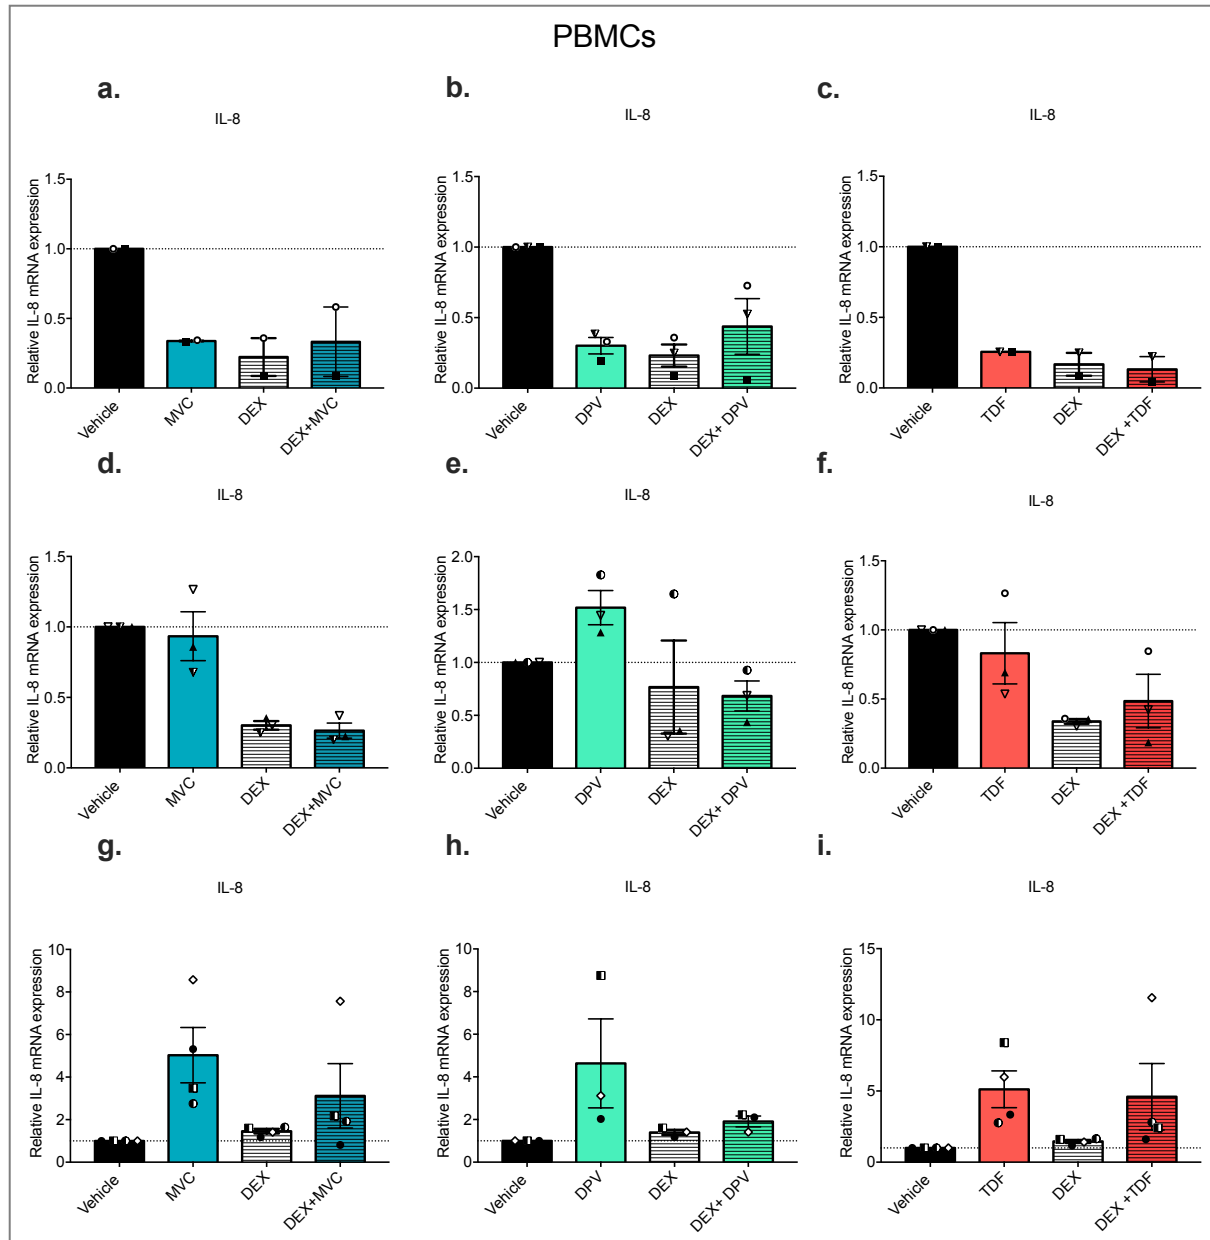 PBMCs
a.
IL-8
Relative IL-8 mRNA expression
1.5
1.0
0.5
0.0
Vehicle
MVC
DEX
DEX+MVC
b.
IL-8
Relative IL-8 mRNA expression
1.5
1.0
0.5
0.0
Vehicle
DPV
DEX
DEX+ DPV
c.
IL-8
Relative IL-8 mRNA expression
1.5
1.0
0.5
0.0
Vehicle
TDF
DEX
DEX +TDF
d.
IL-8
Relative IL-8 mRNA expression
1.5
1.0
0.5
0.0
Vehicle
MVC
DEX
DEX+MVC
e.
IL-8
Relative IL-8 mRNA expression
2.0
1.5
1.0
0.5
0.0
Vehicle
DPV
DEX
DEX+ DPV
f.
IL-8
Relative IL-8 mRNA expression
1.5
1.0
0.5
0.0
Vehicle
TDF
DEX
DEX +TDF
g.
IL-8
Relative IL-8 mRNA expression
10
8
6
4
2
0
Vehicle
MVC
DEX
DEX+MVC
h.
IL-8
Relative IL-8 mRNA expression
10
8
6
4
2
0
Vehicle
DPV
DEX
DEX+ DPV
i.
IL-8
Relative IL-8 mRNA expression
15
10
5
0
Vehicle
TDF
DEX
DEX +TDF